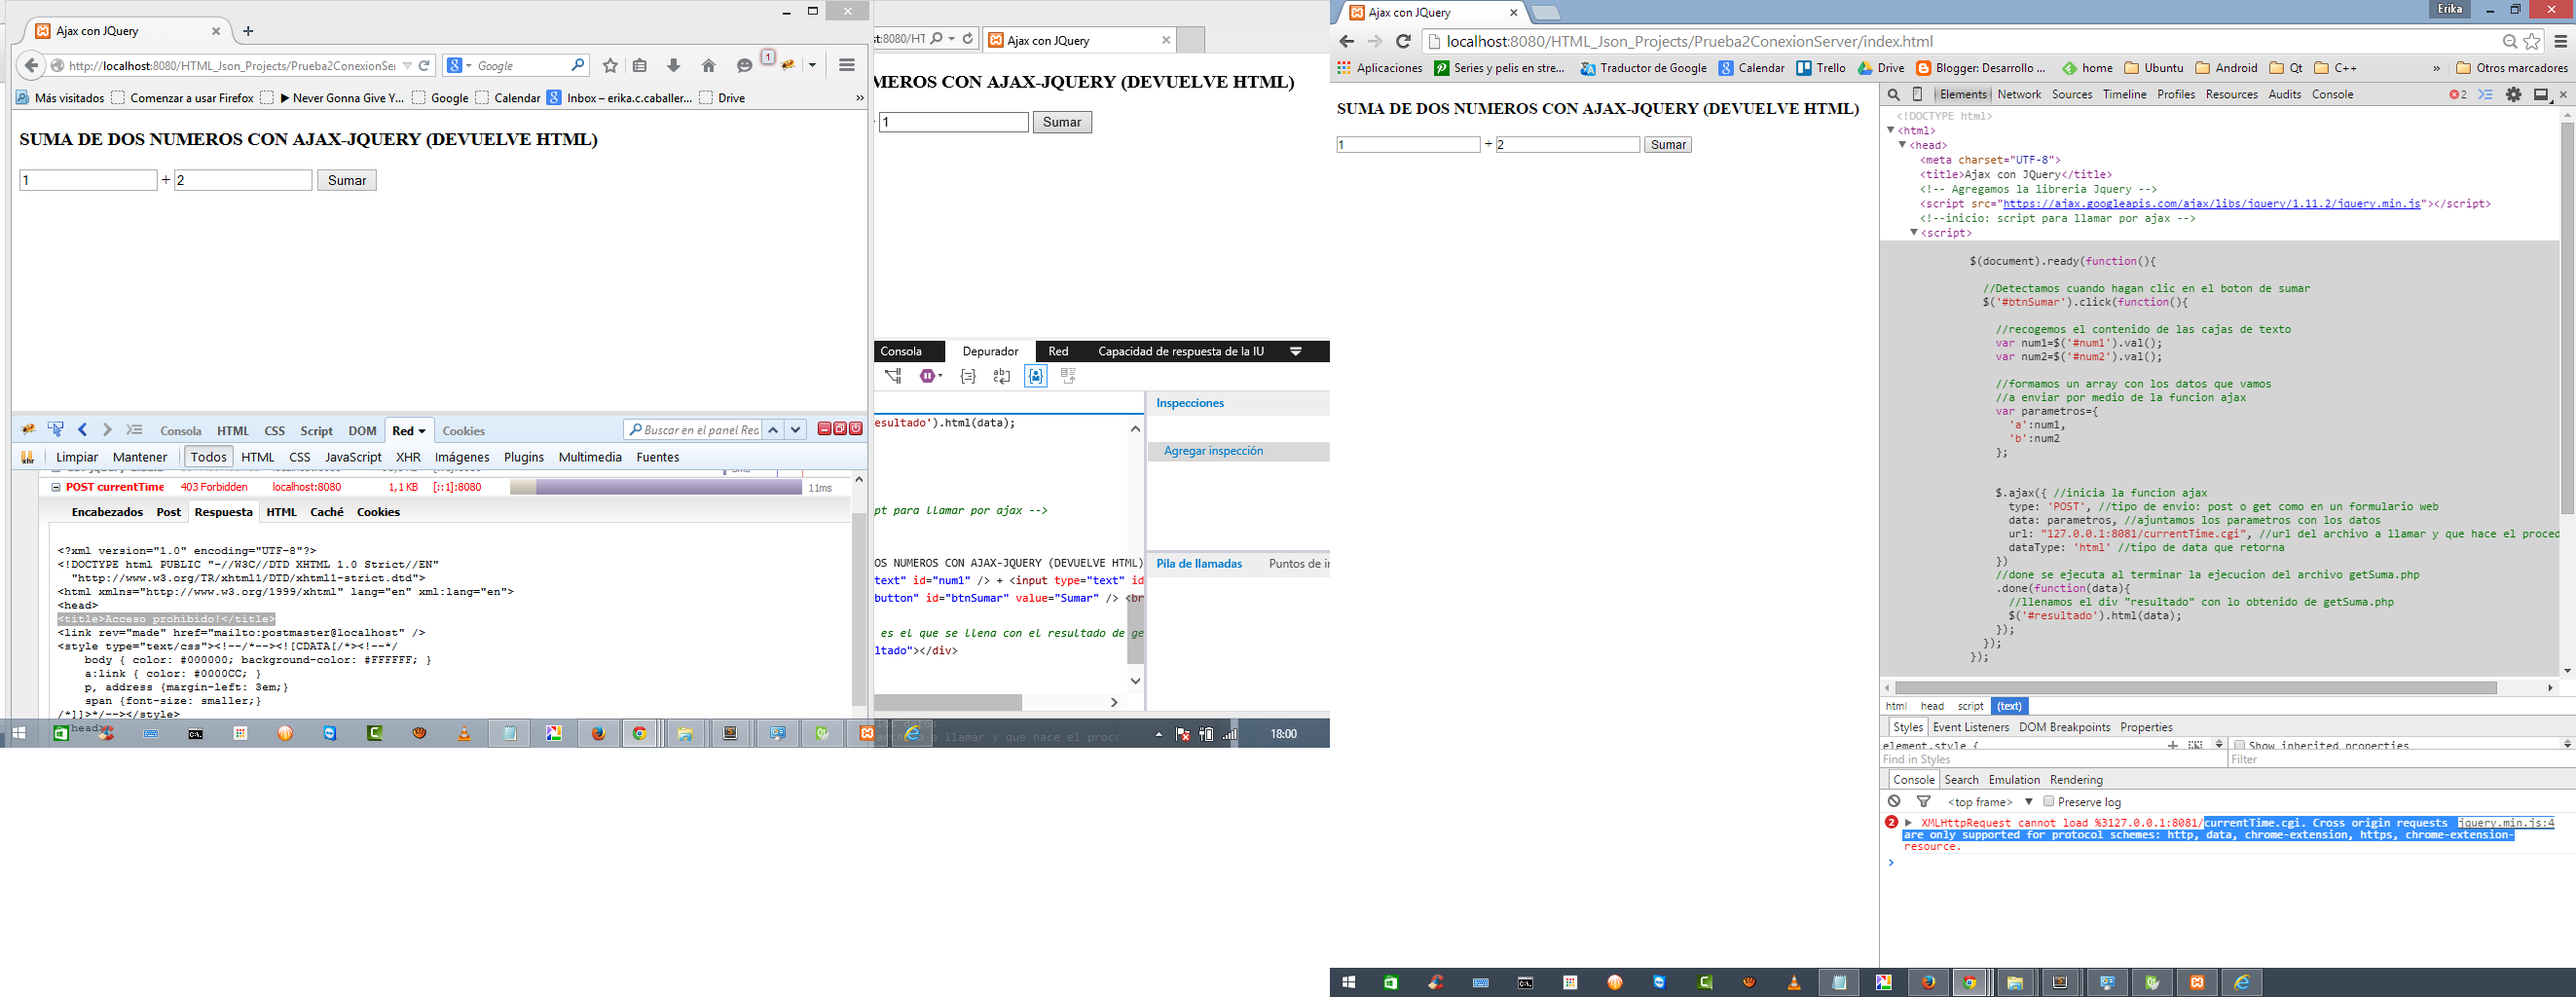 Ajax con JQuery
http://localhost:8080/HTML_Json_Projects/Prueba2ConexionSer
Google
1
Más visitados
Comenzar a usar Firefox
Never Gonna Give Y...
Google
Calendar
Inbox – erika.c.caballer...
Drive
»
SUMA DE DOS NUMEROS CON AJAX-JQUERY (DEVUELVE HTML)
1 + 2 Sumar
Consola HTML CSS Script DOM Red Cookies
Buscar en el panel Red
Limpiar Mantener Todos HTML CSS JavaScript XHR Imágenes Plugins Multimedia Fuentes
POST currentTime 403 Forbidden localhost:8080 1,1 KB [::1]:8080 11ms
Encabezados Post Respuesta HTML Caché Cookies
<?xml version="1.0" encoding="UTF-8"?>
<!DOCTYPE html PUBLIC "-//W3C//DTD XHTML 1.0 Strict//EN"
"http://www.w3.org/TR/xhtml1/DTD/xhtml1-strict.dtd">
<html xmlns="http://www.w3.org/1999/xhtml" lang="en" xml:lang="en">
<head>
<title>Acceso prohibido!</title>
<link rev="made" href="mailto:postmaster@localhost" />
<style type="text/css"><!--/*--><![CDATA[/*><!--*/
body { color: #000000; background-color: #FFFFFF; }
a:link { color: #0000CC; }
p, address {margin-left: 3em;}
span {font-size: smaller;}
/*]]>*/--></style>
head>
st:8080/HT
Ajax con JQuery
MEROS CON AJAX-JQUERY (DEVUELVE HTML)
1 Sumar
Consola Depurador Red Capacidad de respuesta de la IU
Inspecciones
Agregar inspección
esultado').html(data);
pt para llamar por ajax -->
OS NUMEROS CON AJAX-JQUERY (DEVUELVE HTML)
"text" id="num1" /> + <input type="text" id
button" id="btnSumar" value="Sumar" /> <br
es el que se llena con el resultado de ge
ltado"></div>
Pila de llamadas Puntos de in
a llamar y que hace el proce
18:00
Ajax con JQuery
Erika
localhost:8080/HTML_Json_Projects/Prueba2ConexionServer/index.html
Aplicaciones
Series y pelis en stre...
Traductor de Google
Calendar
Trello
Drive
Blogger: Desarrollo ...
home
Ubuntu
Android
Qt
C++
»
Otros marcadores
SUMA DE DOS NUMEROS CON AJAX-JQUERY (DEVUELVE HTML)
1 + 2 Sumar
Elements Network Sources Timeline Profiles Resources Audits Console 2
<!DOCTYPE html>
<html>
<head>
<meta charset="UTF-8">
<title>Ajax con JQuery</title>
<!-- Agregamos la libreria Jquery -->
<script src="https://ajax.googleapis.com/ajax/libs/jquery/1.11.2/jquery.min.js"></script>
<!--inicio: script para llamar por ajax -->
<script>
$(document).ready(function(){
//Detectamos cuando hagan clic en el boton de sumar
$('#btnSumar').click(function(){
//recogemos el contenido de las cajas de texto
var num1=$('#num1').val();
var num2=$('#num2').val();
//formamos un array con los datos que vamos
//a enviar por medio de la funcion ajax
var parametros={
'a':num1,
'b':num2
};
$.ajax({ //inicia la funcion ajax
type: 'POST', //tipo de envio: post o get como en un formulario web
data: parametros, //ajuntamos los parametros con los datos
url: "127.0.0.1:8081/currentTime.cgi", //url del archivo a llamar y que hace el proced
dataType: 'html' //tipo de data que retorna
})
//done se ejecuta al terminar la ejecucion del archivo getSuma.php
.done(function(data){
//llenamos el div "resultado" con lo obtenido de getSuma.php
$('#resultado').html(data);
});
});
});
html head script (text)
Styles Event Listeners DOM Breakpoints Properties
element.style {
Show inherited properties
Find in Styles
Filter
Console Search Emulation Rendering
<top frame> Preserve log
2 XMLHttpRequest cannot load %3127.0.0.1:8081/currentTime.cgi. Cross origin requests jquery.min.js:4
are only supported for protocol schemes: http, data, chrome-extension, https, chrome-extension-
resource.